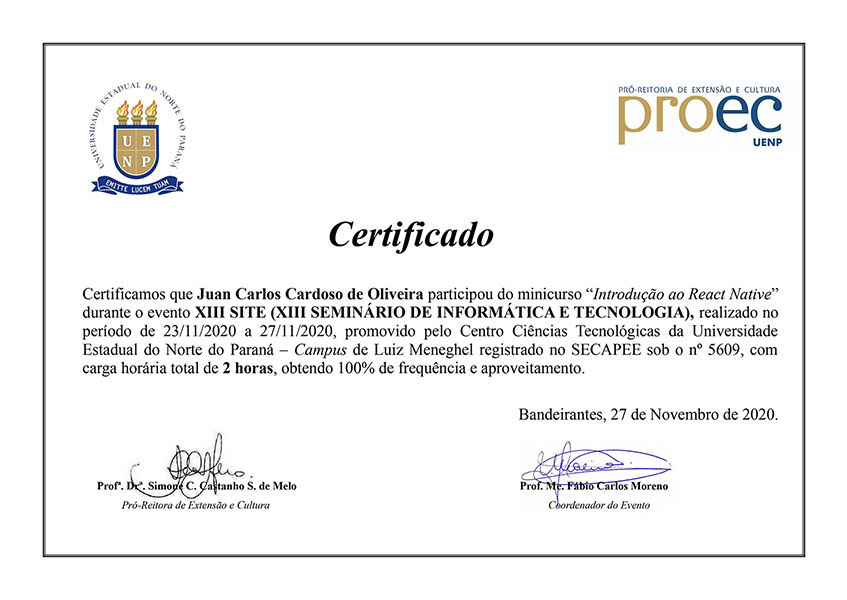 UNIVERSIDADE ESTADUAL DO NORTE DO PARANÁ
U E
N P
EMITTE LUCEM TUAM
PRÓ-REITORIA DE EXTENSÃO E CULTURA
proec
UENP
Certificado
Certificamos que Juan Carlos Cardoso de Oliveira participou do minicurso “Introdução ao React Native”
durante o evento XIII SITE (XIII SEMINÁRIO DE INFORMÁTICA E TECNOLOGIA), realizado no
período de 23/11/2020 a 27/11/2020, promovido pelo Centro Ciências Tecnológicas da Universidade
Estadual do Norte do Paraná – Campus de Luiz Meneghel registrado no SECAPEE sob o nº 5609, com
carga horária total de 2 horas, obtendo 100% de frequência e aproveitamento.
Bandeirantes, 27 de Novembro de 2020.
Profª. Drª. Simone C. Castanho S. de Melo
Pró-Reitora de Extensão e Cultura
Prof. Me. Fábio Carlos Moreno
Coordenador do Evento